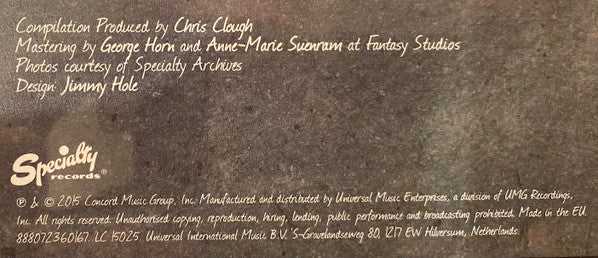 Compilation Produced by Chris Clough
Mastering by George Horn and Anne-Marie Suenram at Fantasy Studios
Photos courtesy of Specialty Archives
Design: Jimmy Hole
Specialty
records®
℗ & © 2015 Concord Music Group, Inc. Manufactured and distributed by Universal Music Enterprises, a division of UMG Recordings,
Inc. All rights reserved. Unauthorised copying, reproduction, hiring, lending, public performance and broadcasting prohibited. Made in the EU.
888072360167. LC 15025. Universal International Music B.V. 'S-Gravelandseweg 80, 1217 EW Hilversum, Netherlands.